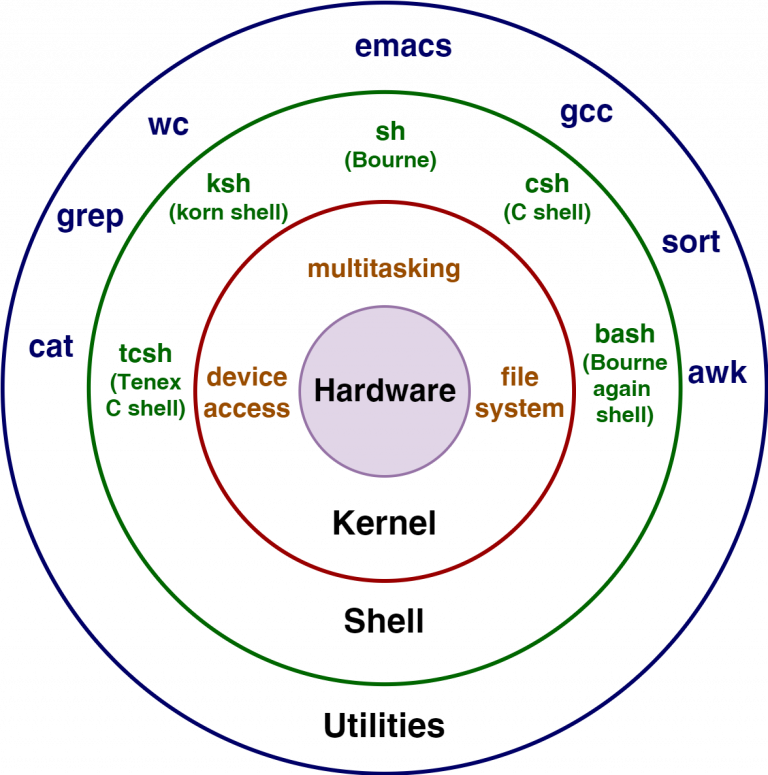 emacs
wc
gcc
sh
(Bourne)
ksh
(korn shell)
csh
(C shell)
grep
sort
multitasking
cat
tcsh
(Tenex
C shell)
device
access
Hardware
file
system
bash
(Bourne
again
shell)
awk
Kernel
Shell
Utilities